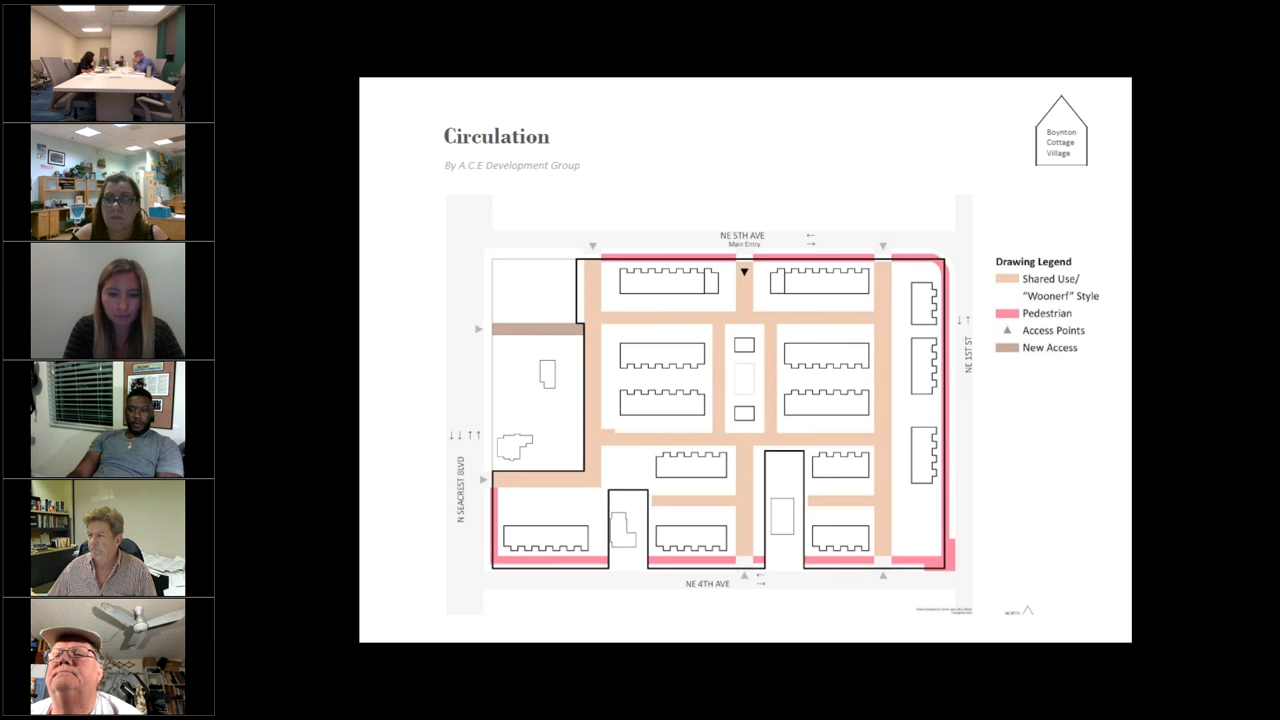 Circulation
By A.C.E Development Group
Boynton
Cottage
Village
NE 5TH AVE
Main Entry
Drawing Legend
Shared Use/
"Woonerf" Style
Pedestrian
Access Points
New Access
NE 1ST ST
N SEACREST BLVD
NE 4TH AVE
NORTH